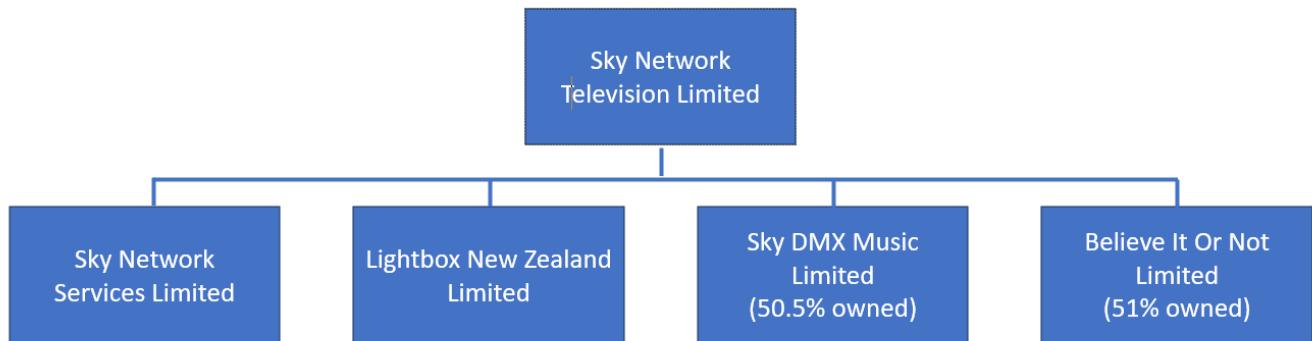 Sky Network
Television Limited
Sky Network
Services Limited
Lightbox New Zealand
Limited
Sky DMX Music
Limited
(50.5% owned)
Believe It Or Not
Limited
(51% owned)